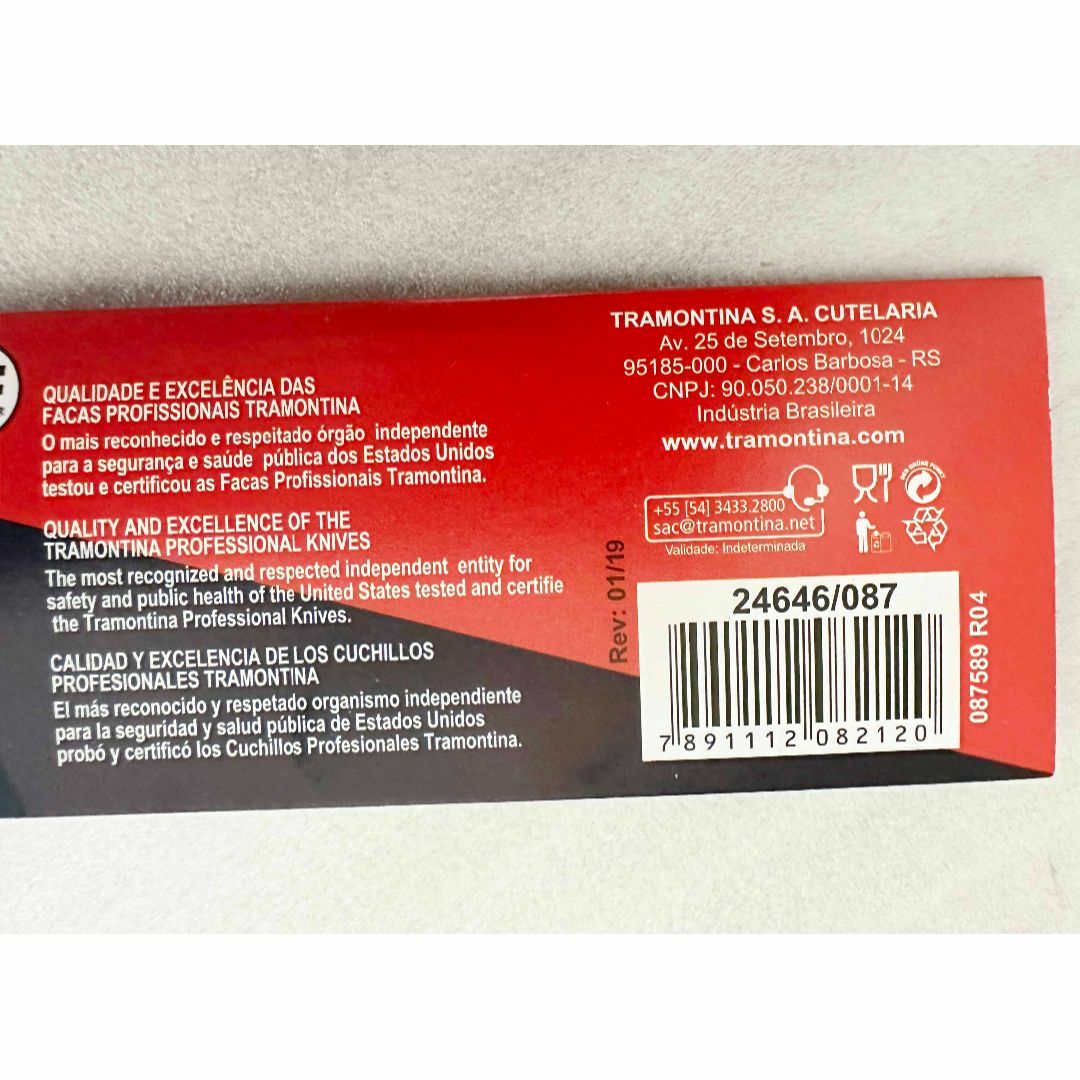 QUALIDADE E EXCELÊNCIA DAS
FACAS PROFISSIONAIS TRAMONTINA
O mais reconhecido e respeitado órgão independente
para a segurança e saúde pública dos Estados Unidos
testou e certificou as Facas Profissionais Tramontina.
QUALITY AND EXCELLENCE OF THE
TRAMONTINA PROFESSIONAL KNIVES
The most recognized and respected independent entity for
safety and public health of the United States tested and certifie
the Tramontina Professional Knives.
CALIDAD Y EXCELENCIA DE LOS CUCHILLOS
PROFESIONALES TRAMONTINA
El más reconocido y respetado organismo independiente
para la seguridad y salud pública de Estados Unidos
probó y certificó los Cuchillos Profesionales Tramontina.
TRAMONTINA S. A. CUTELARIA
Av. 25 de Setembro, 1024
95185-000 - Carlos Barbosa - RS
CNPJ: 90.050.238/0001-14
Indústria Brasileira
www.tramontina.com
+55 [54] 3433.2800
sac@tramontina.net
Validade: Indeterminada
DER GRÜNE PUNKT
Rev: 01/19
24646/087
7 891112 082120
087589 R04